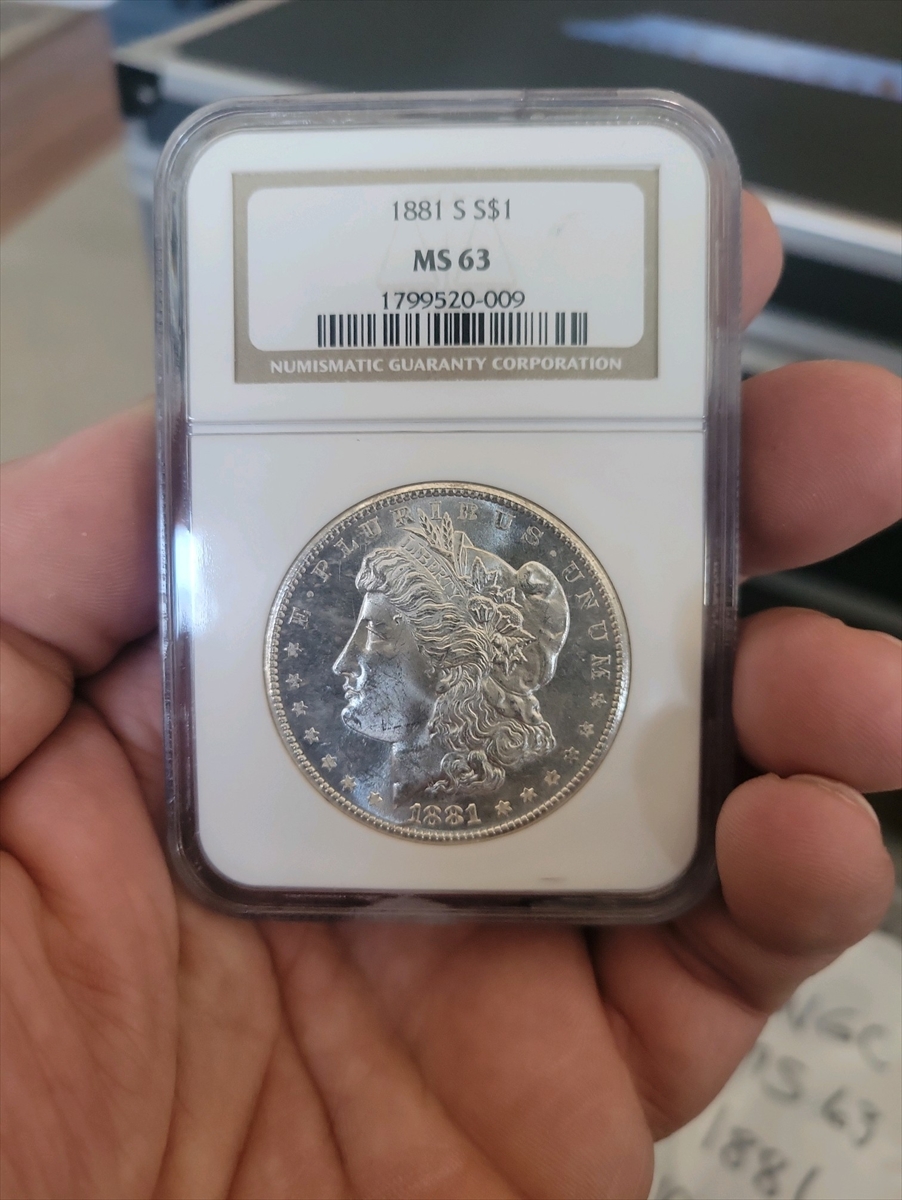 1881 S S$1
MS 63
1799520-009
NUMISMATIC GUARANTY CORPORATION
E·PLURIBUS·UNUM
LIBERTY
1881
NGC
MS 63
1881